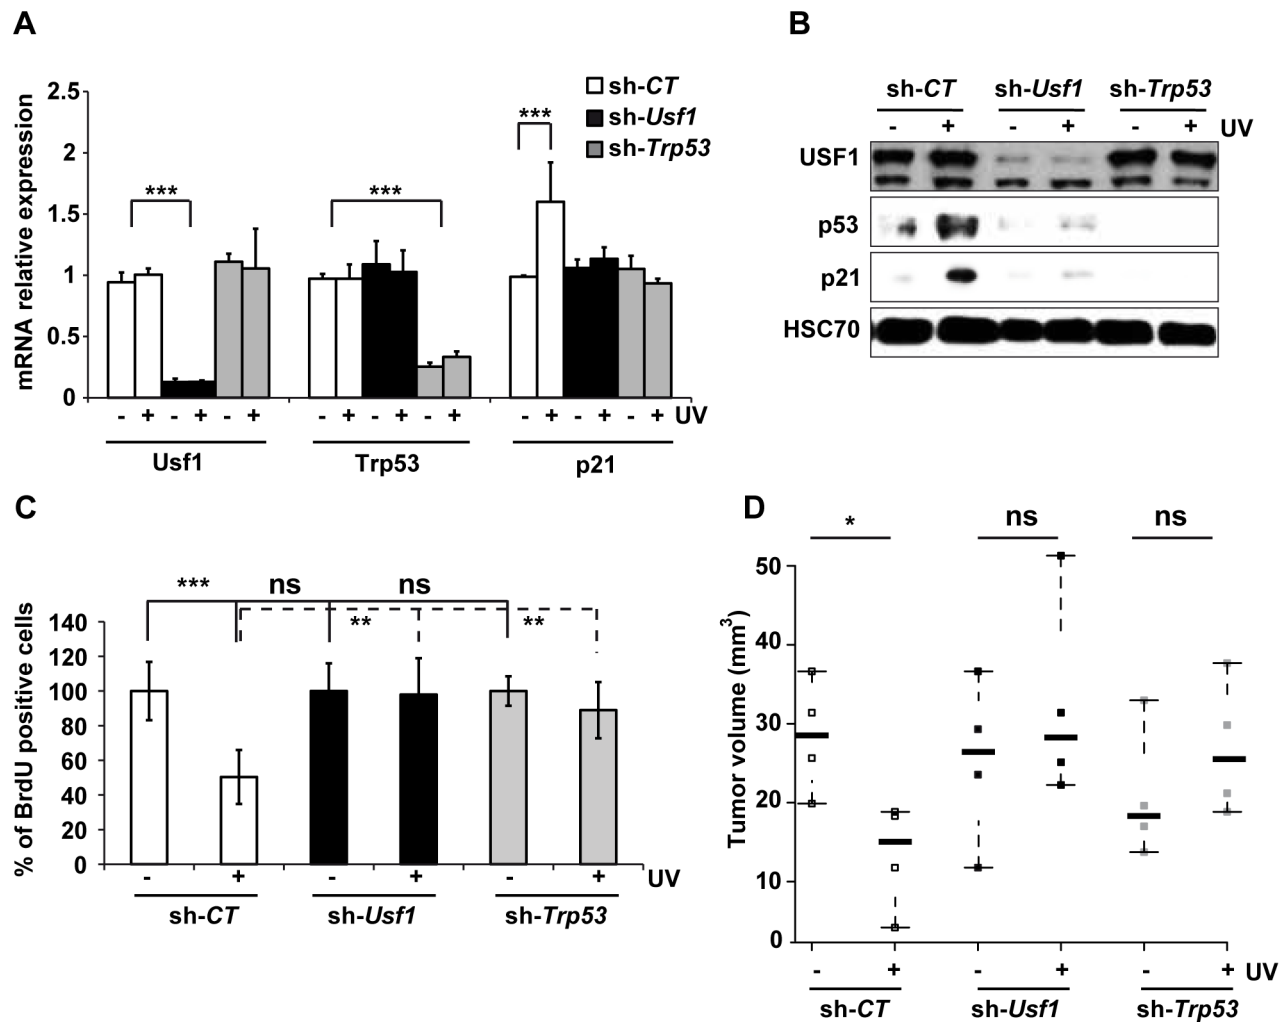 A
2.5
2
1.5
1
0.5
0
mRNA relative expression
sh-CT
sh-Usf1
sh-Trp53
*** *** ***
- + - + - + - + - + - + - + - + - + UV
Usf1 Trp53 p21
B
sh-CT sh-Usf1 sh-Trp53
- + - + - + UV
USF1
p53
p21
HSC70
C
*** ns ns
** **
140
120
100
80
60
40
20
0
% of BrdU positive cells
- + - + - + UV
sh-CT sh-Usf1 sh-Trp53
D
* ns ns
50
40
30
20
10
0
Tumor volume (mm³)
- + - + - + UV
sh-CT sh-Usf1 sh-Trp53